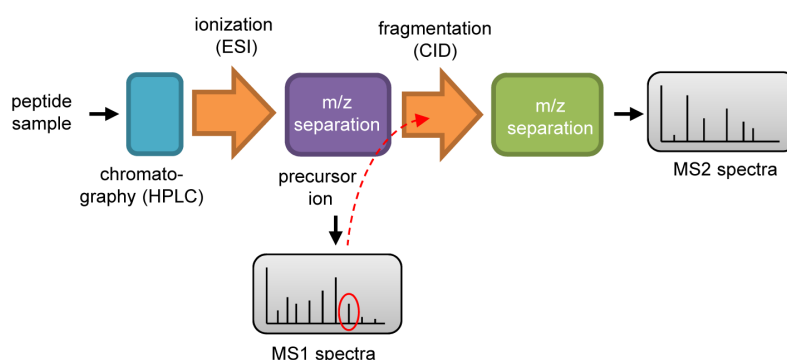 ionization
(ESI)
fragmentation
(CID)
peptide
sample
m/z
separation
m/z
separation
chromato-
graphy (HPLC)
precursor
ion
MS2 spectra
MS1 spectra